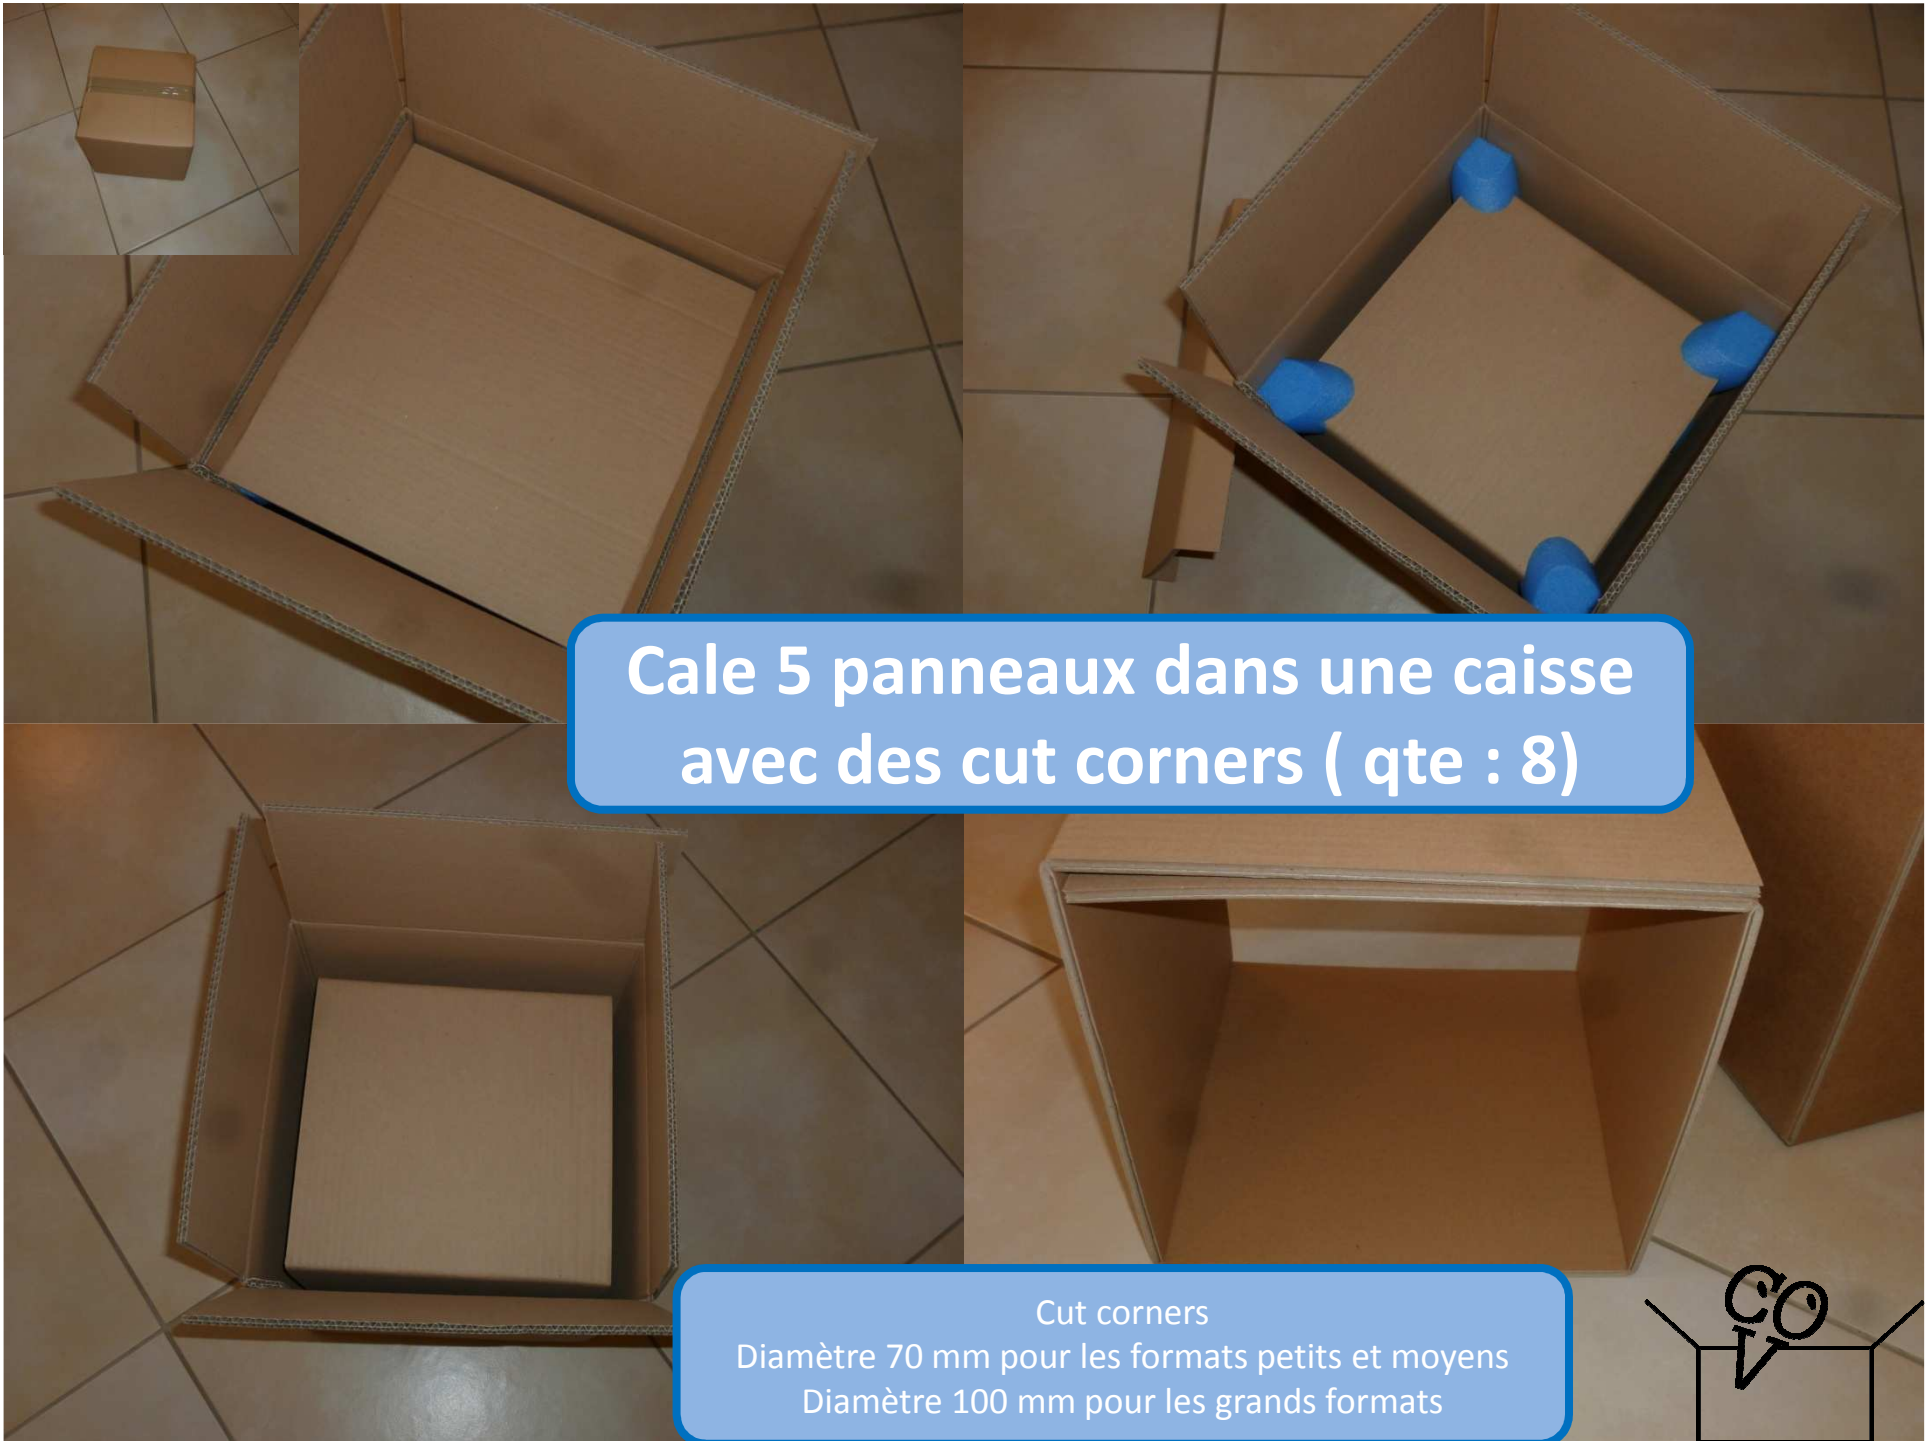 Cale 5 panneaux dans une caisse
avec des cut corners ( qte : 8)
Cut corners
Diamètre 70 mm pour les formats petits et moyens
Diamètre 100 mm pour les grands formats
COV